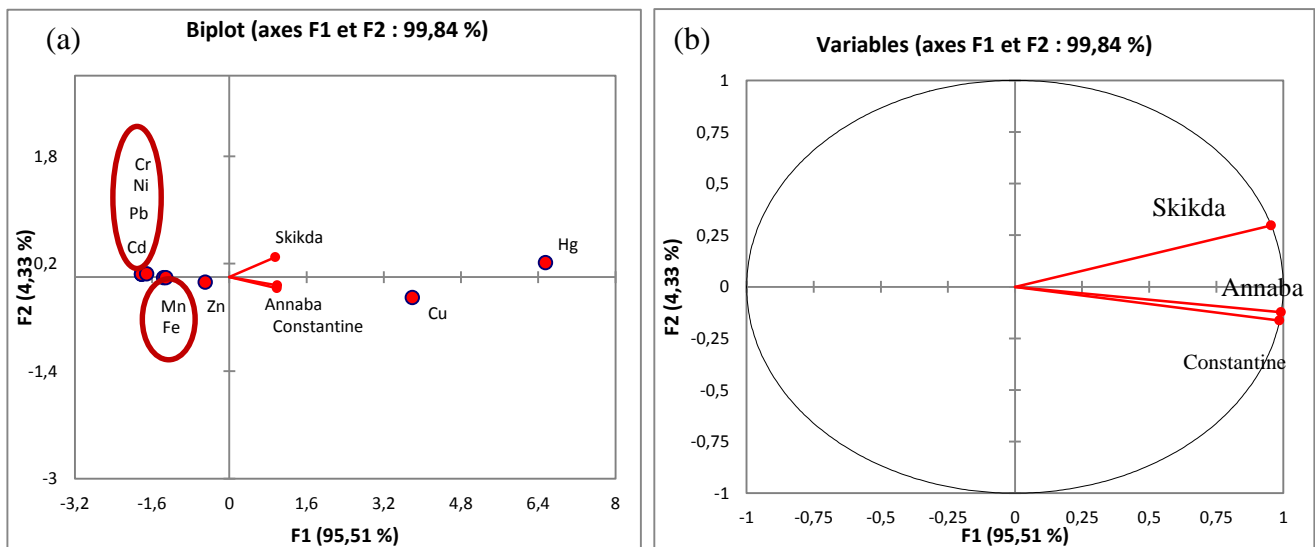 (a)
Biplot (axes F1 et F2 : 99,84 %)
Cr
Ni
Pb
Cd
Mn
Fe
Zn
Skikda
Annaba
Constantine
Hg
Cu
1,8
0,2
-1,4
-3
F2 (4,33 %)
-3,2
-1,6
0
1,6
3,2
4,8
6,4
8
F1 (95,51 %)
(b)
Variables (axes F1 et F2 : 99,84 %)
Skikda
Annaba
Constantine
1
0,75
0,5
0,25
0
-0,25
-0,5
-0,75
-1
F2 (4,33 %)
-1
-0,75
-0,5
-0,25
0
0,25
0,5
0,75
1
F1 (95,51 %)